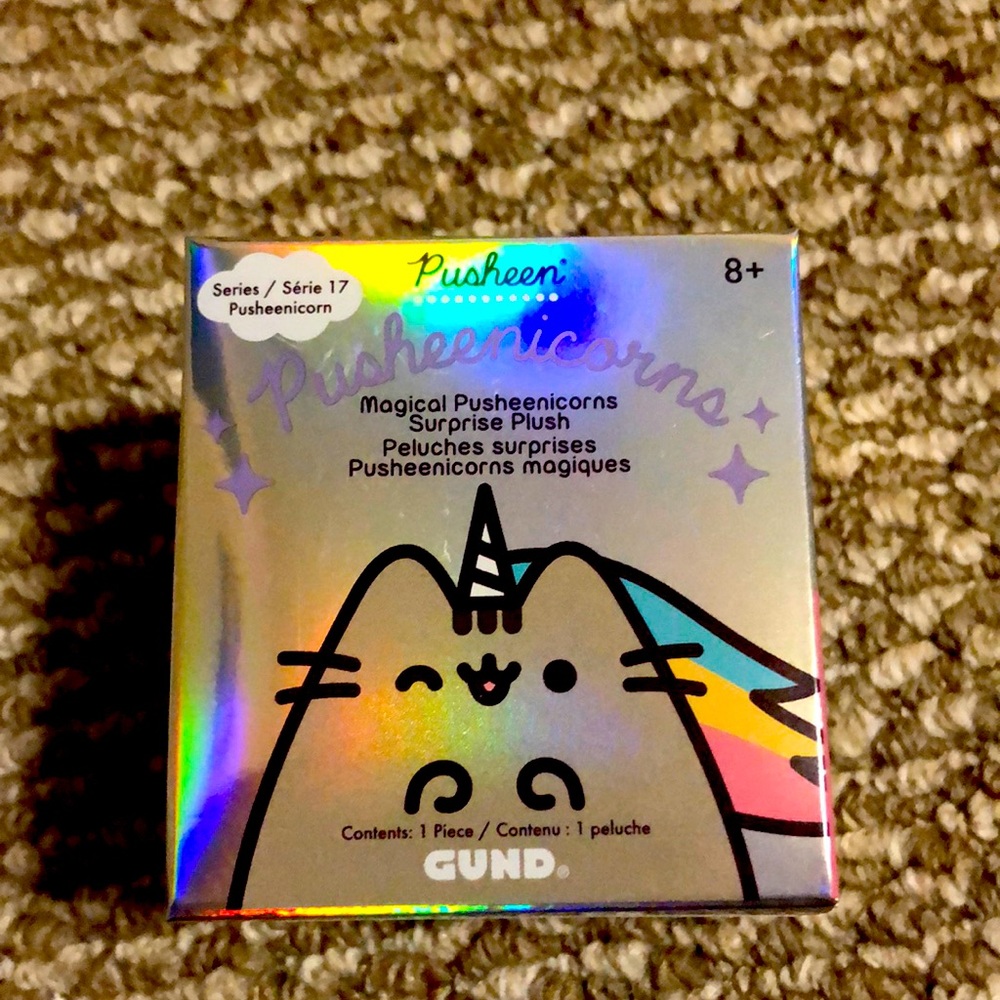 Series / Série 17
Pusheenicorn
Pusheen®
8+
Pusheenicorns
Magical Pusheenicorns
Surprise Plush
Peluches surprises
Pusheenicorns magiques
Contents: 1 Piece / Contenu : 1 peluche
GUND®